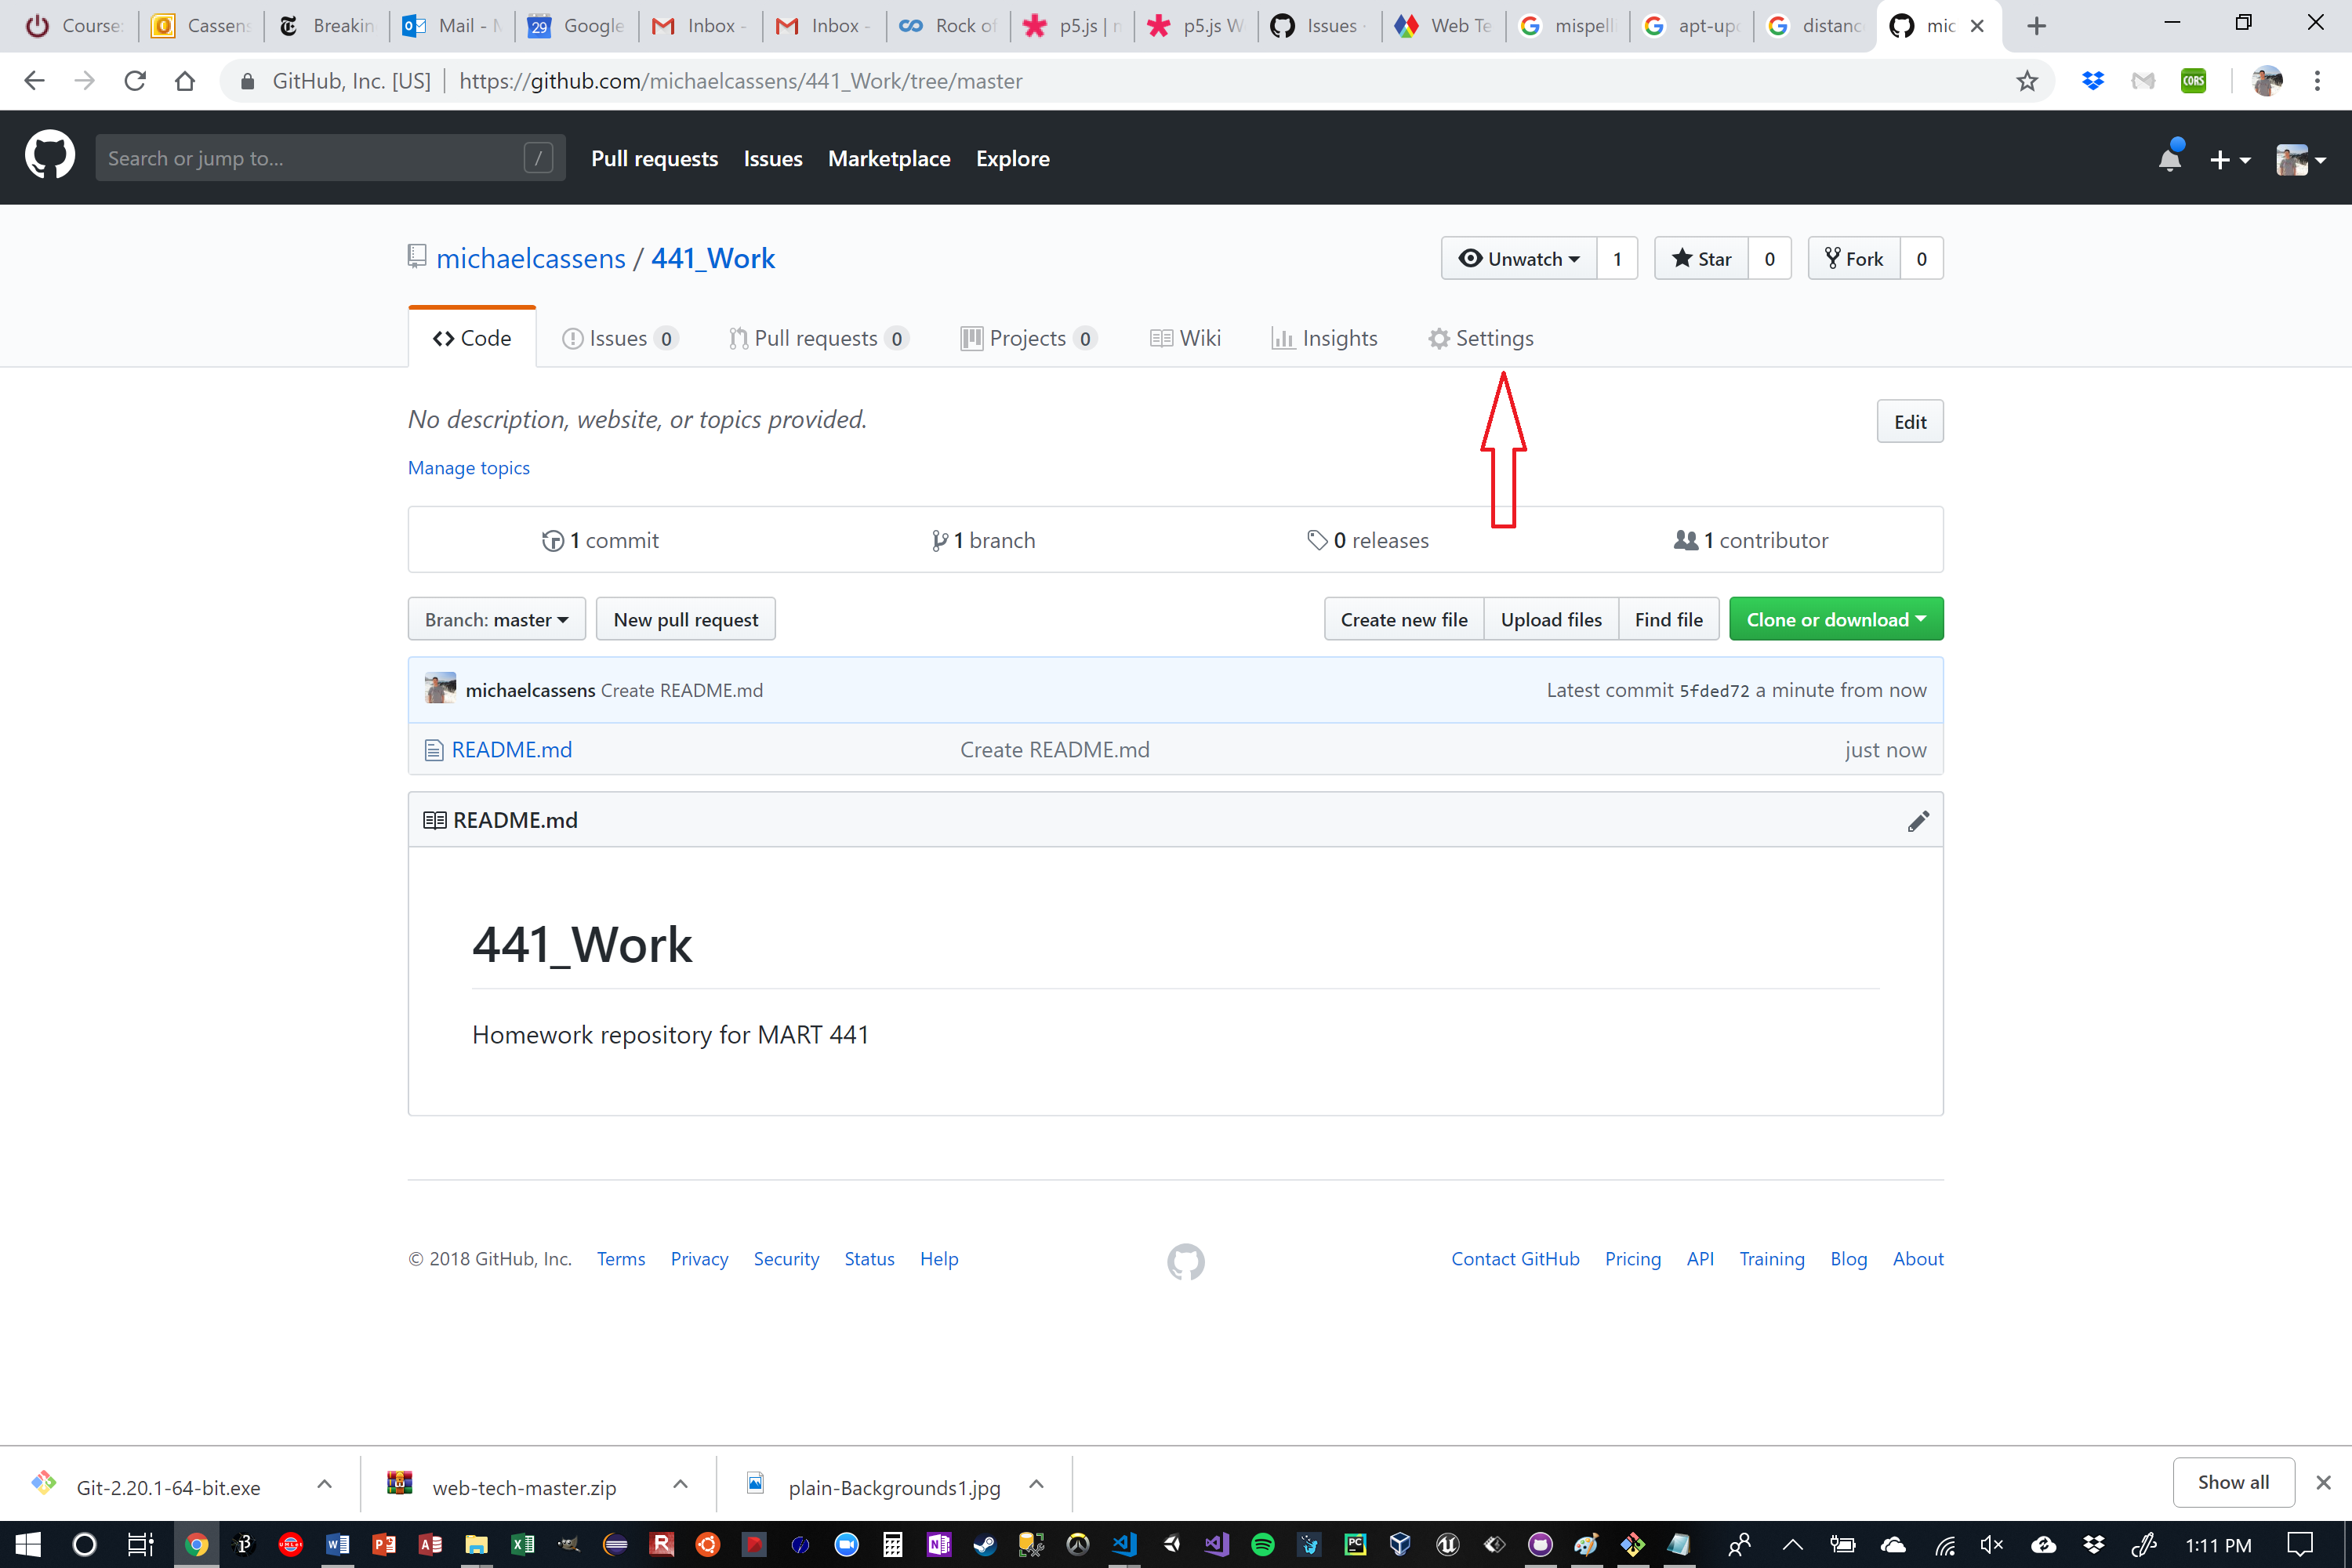 Course Cassens Breakin Mail - Google Inbox - Inbox - Rock of p5.js | p5.js W Issues · Web Te mispelli apt-up distanc mic
GitHub, Inc. [US] https://github.com/michaelcassens/441_Work/tree/master CORS
Search or jump to... / Pull requests Issues Marketplace Explore
michaelcassens / 441_Work Unwatch 1 Star 0 Fork 0
Code Issues 0 Pull requests 0 Projects 0 Wiki Insights Settings
No description, website, or topics provided. Edit
Manage topics
1 commit 1 branch 0 releases 1 contributor
Branch: master New pull request Create new file Upload files Find file Clone or download
michaelcassens Create README.md Latest commit 5fded72 a minute from now
README.md Create README.md just now
README.md
441_Work
Homework repository for MART 441
© 2018 GitHub, Inc. Terms Privacy Security Status Help Contact GitHub Pricing API Training Blog About
Git-2.20.1-64-bit.exe web-tech-master.zip plain-Backgrounds1.jpg Show all
1:11 PM